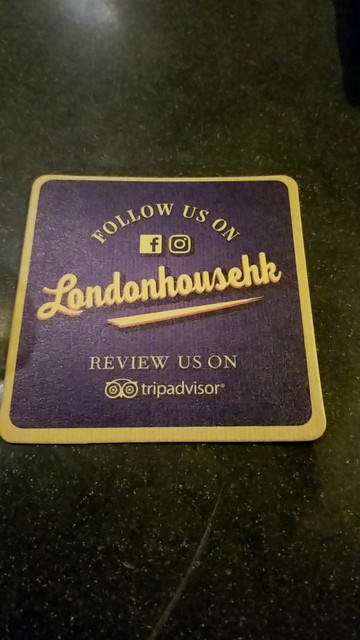 FOLLOW US ON
Londonhousehk
REVIEW US ON
tripadvisor®